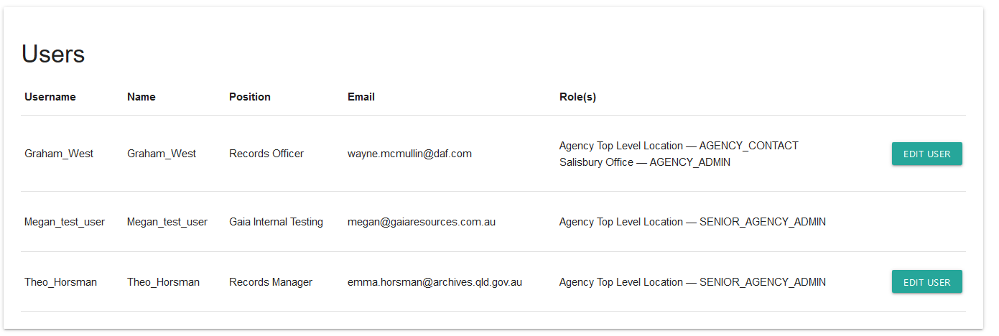 Users
Username Name Position Email Role(s)
Graham_West Graham_West Records Officer wayne.mcmullin@daf.com Agency Top Level Location — AGENCY_CONTACT
Salisbury Office — AGENCY_ADMIN
EDIT USER
Megan_test_user Megan_test_user Gaia Internal Testing megan@gaiaresources.com.au Agency Top Level Location — SENIOR_AGENCY_ADMIN
Theo_Horsman Theo_Horsman Records Manager emma.horsman@archives.qld.gov.au Agency Top Level Location — SENIOR_AGENCY_ADMIN EDIT USER